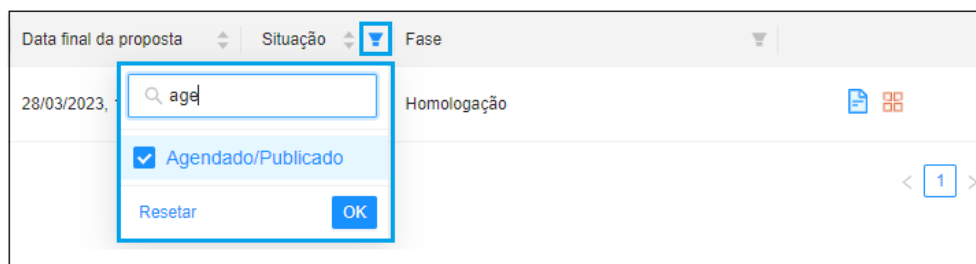 Data final da proposta Situação Fase
28/03/2023, Homologação
age
Agendado/Publicado
Resetar OK
< 1 >